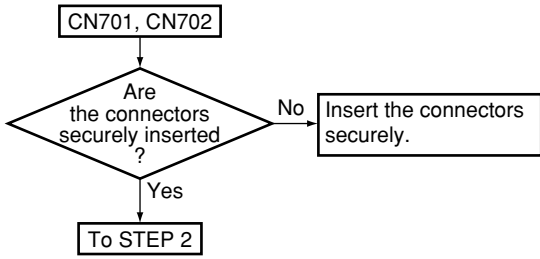 CN701, CN702
Are
the connectors
securely inserted
?
No
Insert the connectors
securely.
Yes
To STEP 2